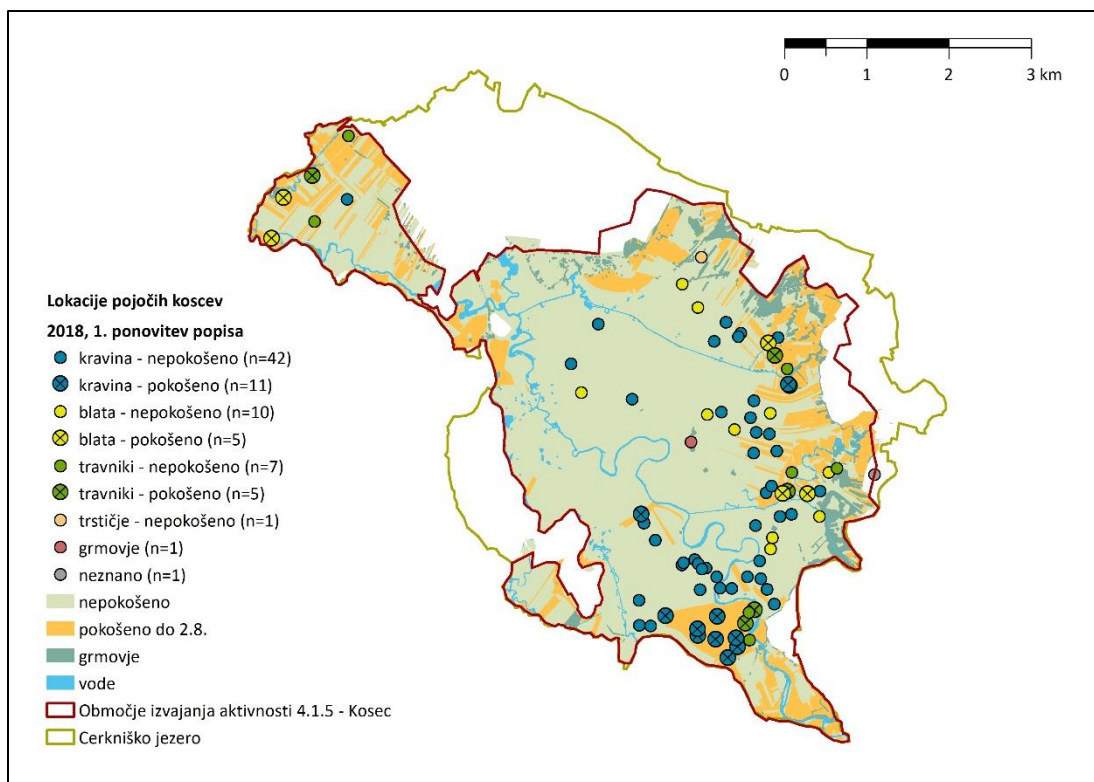 0 1 2 3 km
Lokacije pojočih koscev
2018, 1. ponovitev popisa
kravina - nepokošeno (n=42)
kravina - pokošeno (n=11)
blata - nepokošeno (n=10)
blata - pokošeno (n=5)
travniki - nepokošeno (n=7)
travniki - pokošeno (n=5)
trstičje - nepokošeno (n=1)
grmovje (n=1)
neznano (n=1)
nepokošeno
pokošeno do 2.8.
grmovje
vode
Območje izvajanja aktivnosti 4.1.5 - Kosec
Cerkniško jezero